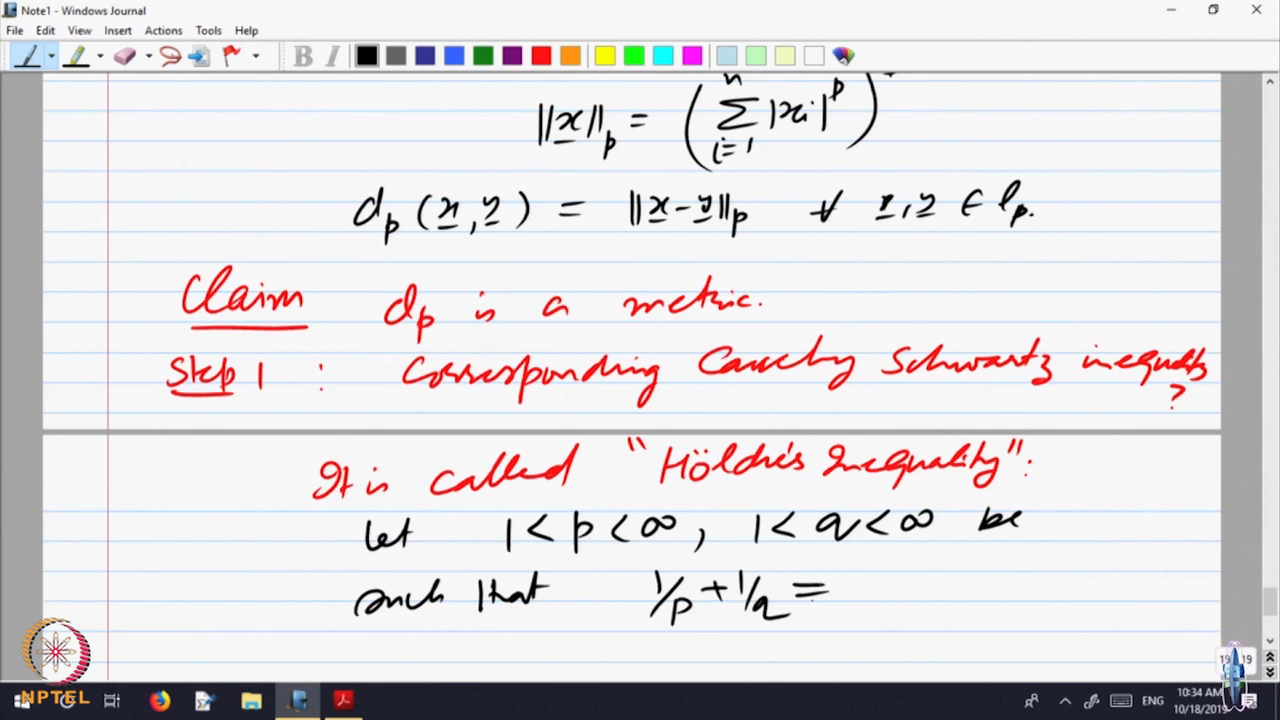 Note1 - Windows Journal
File Edit View Insert Actions Tools Help
B I
||x||p = ( n Σ i=1 |xi|^p )
dp (x, y) = ||x - y||p ∀ x, y ∈ lp.
Claim dp is a metric.
Step 1 : Corresponding Cauchy Schwartz inequality ?
It is called "Hölder's Inequality":
Let 1 < p < ∞, 1 < q < ∞ be
such that 1/p + 1/q =
NPTEL
ENG
10:34 AM
10/18/2019